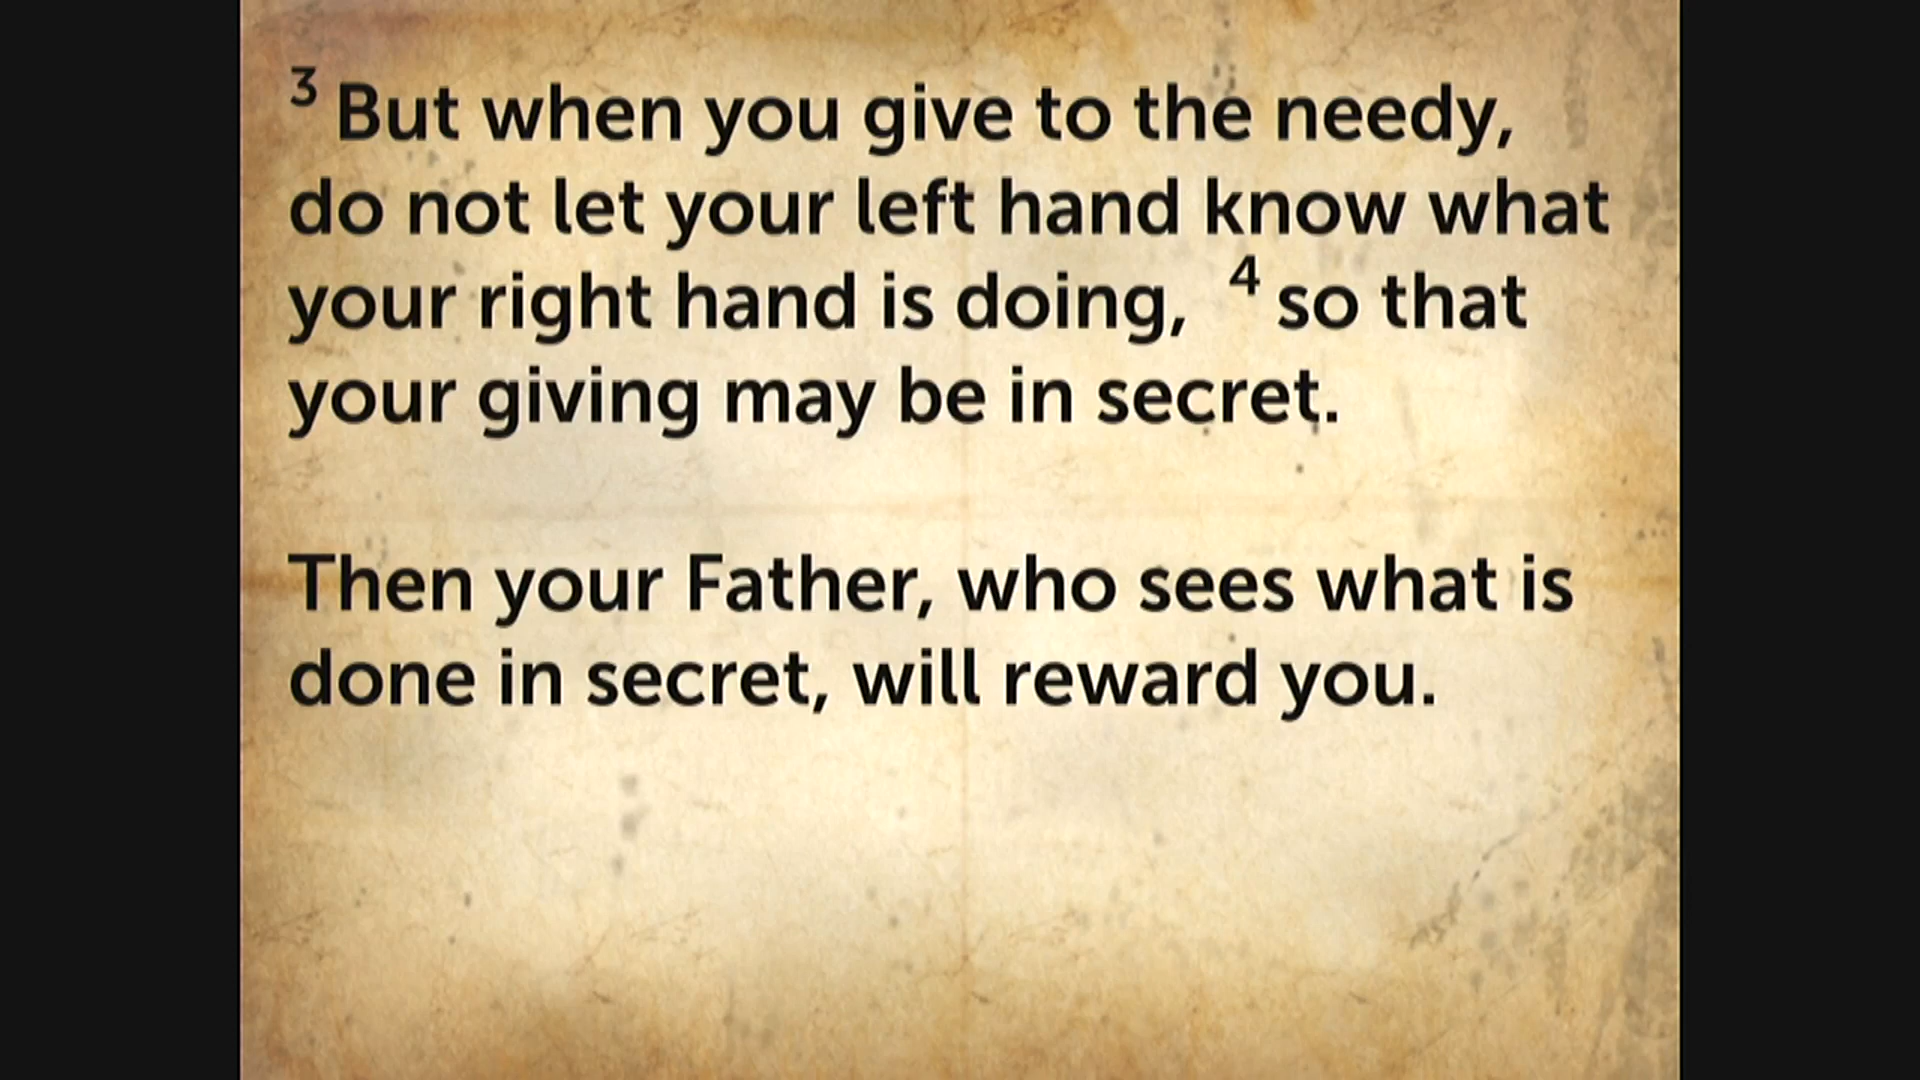 3 But when you give to the needy,
do not let your left hand know what
your right hand is doing, 4 so that
your giving may be in secret.
Then your Father, who sees what is
done in secret, will reward you.